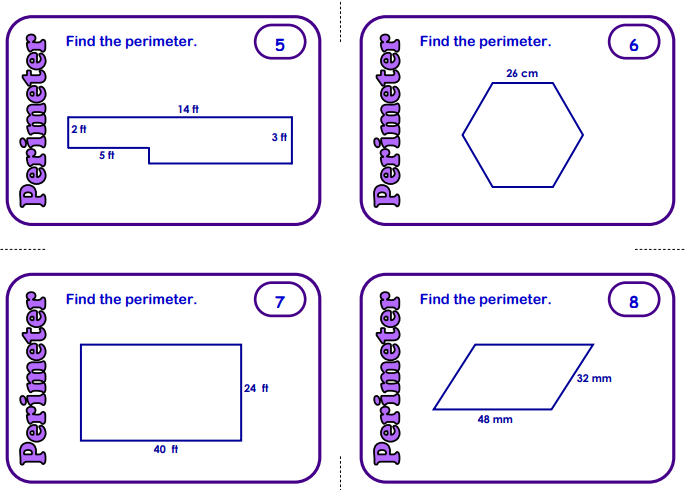 Perimeter
Find the perimeter.
5
14 ft
2 ft
3 ft
5 ft
Perimeter
Find the perimeter.
6
26 cm
Perimeter
Find the perimeter.
7
24 ft
40 ft
Perimeter
Find the perimeter.
8
32 mm
48 mm